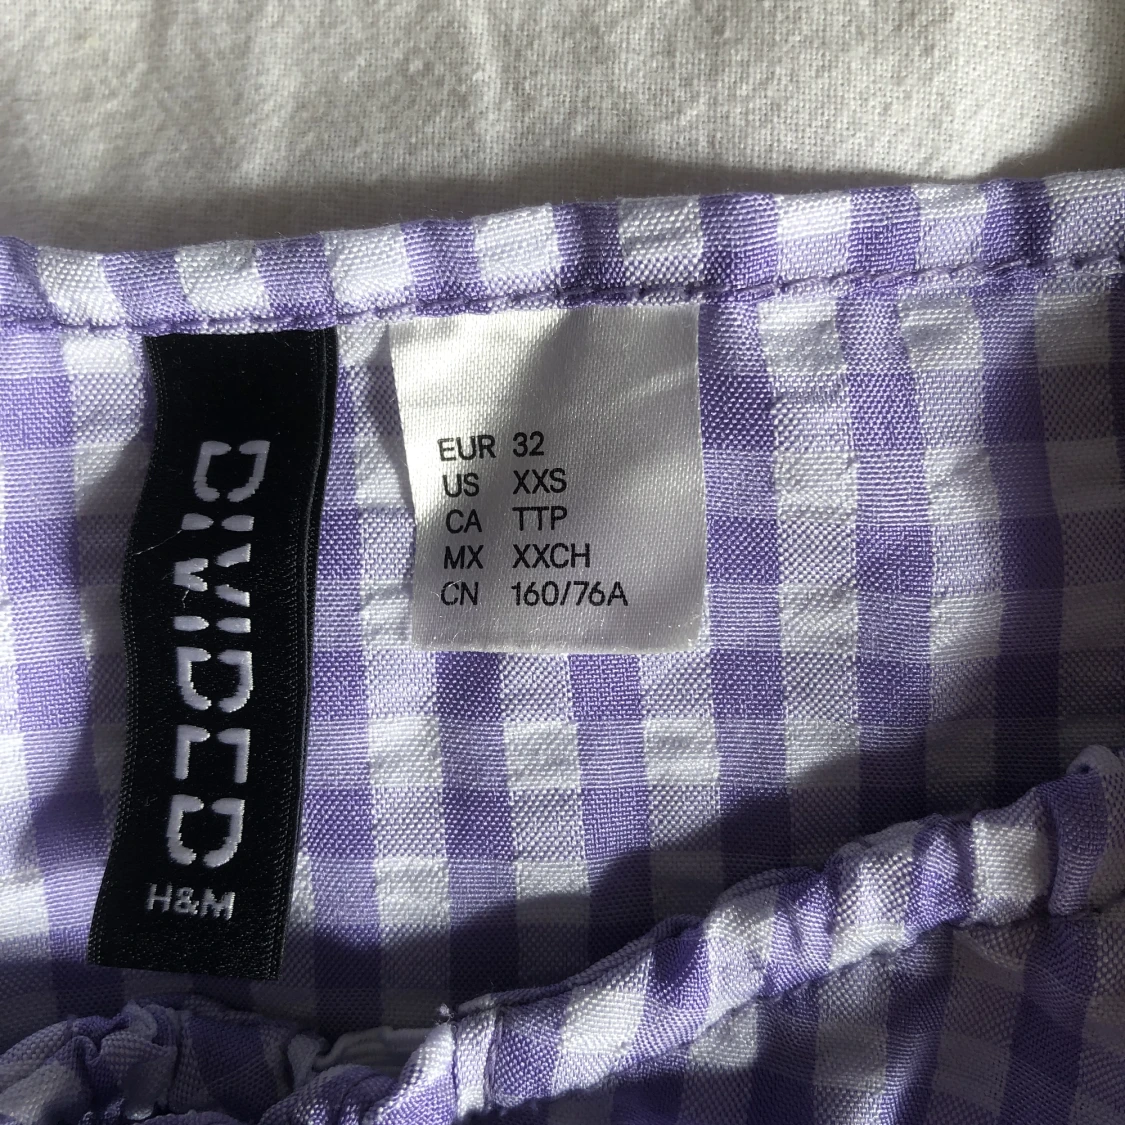 DIVIDED
H&M
EUR 32
US XXS
CA TTP
MX XXCH
CN 160/76A